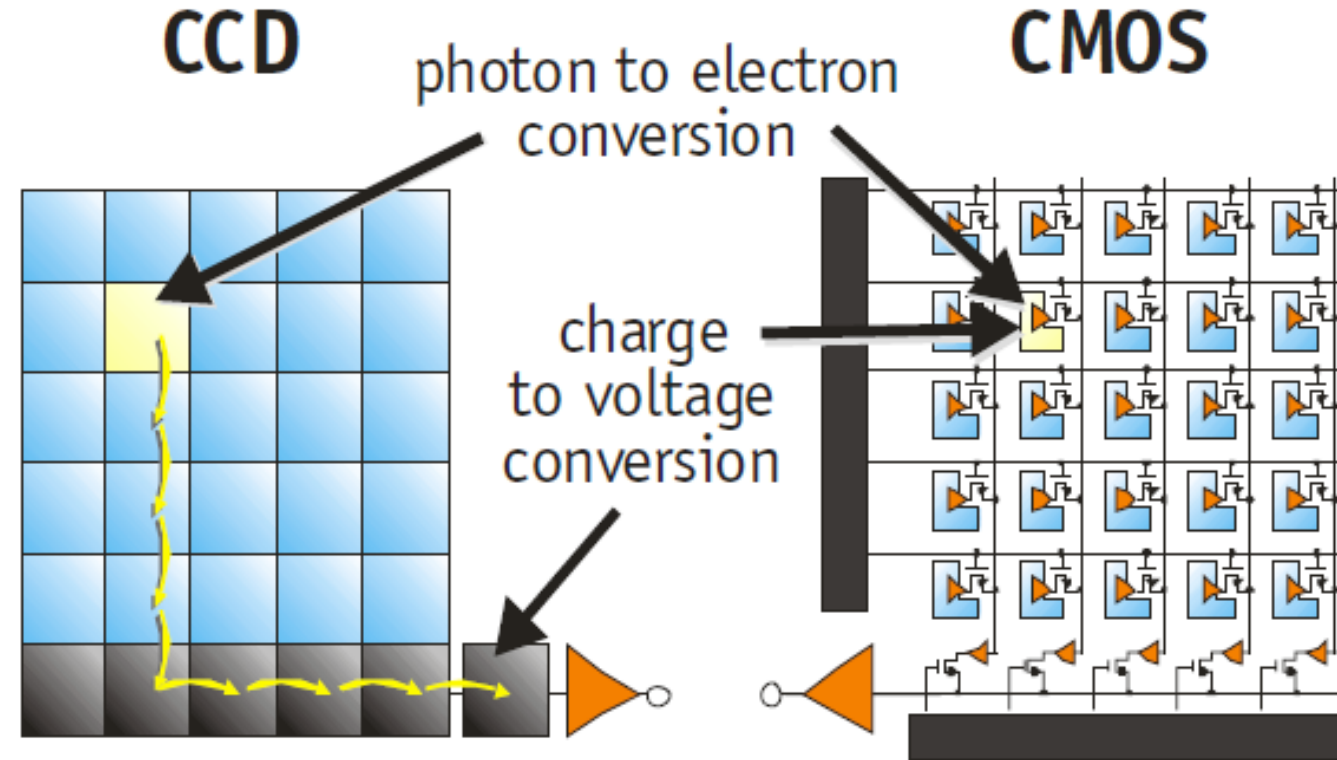 CCD
CMOS
photon to electron
conversion
charge
to voltage
conversion